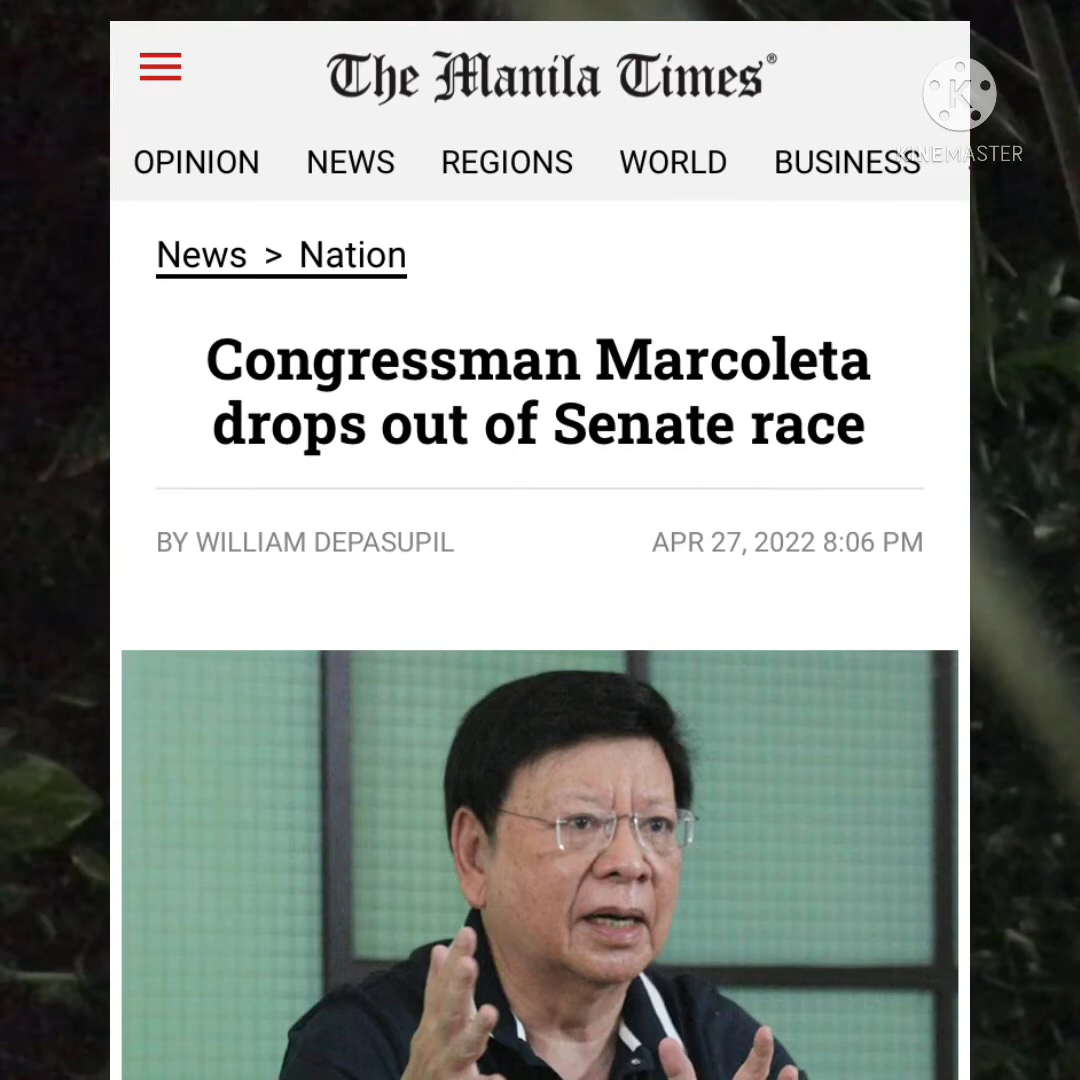 The Manila Times®
K
KINEMASTER
OPINION NEWS REGIONS WORLD BUSINESS
News > Nation
Congressman Marcoleta
drops out of Senate race
BY WILLIAM DEPASUPIL APR 27, 2022 8:06 PM